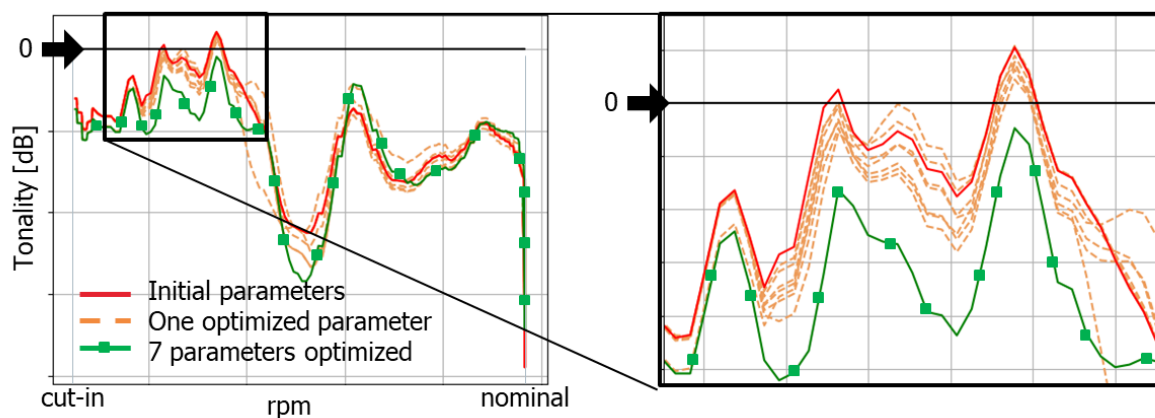 0
0
Tonality [dB]
Initial parameters
One optimized parameter
7 parameters optimized
cut-in
rpm
nominal